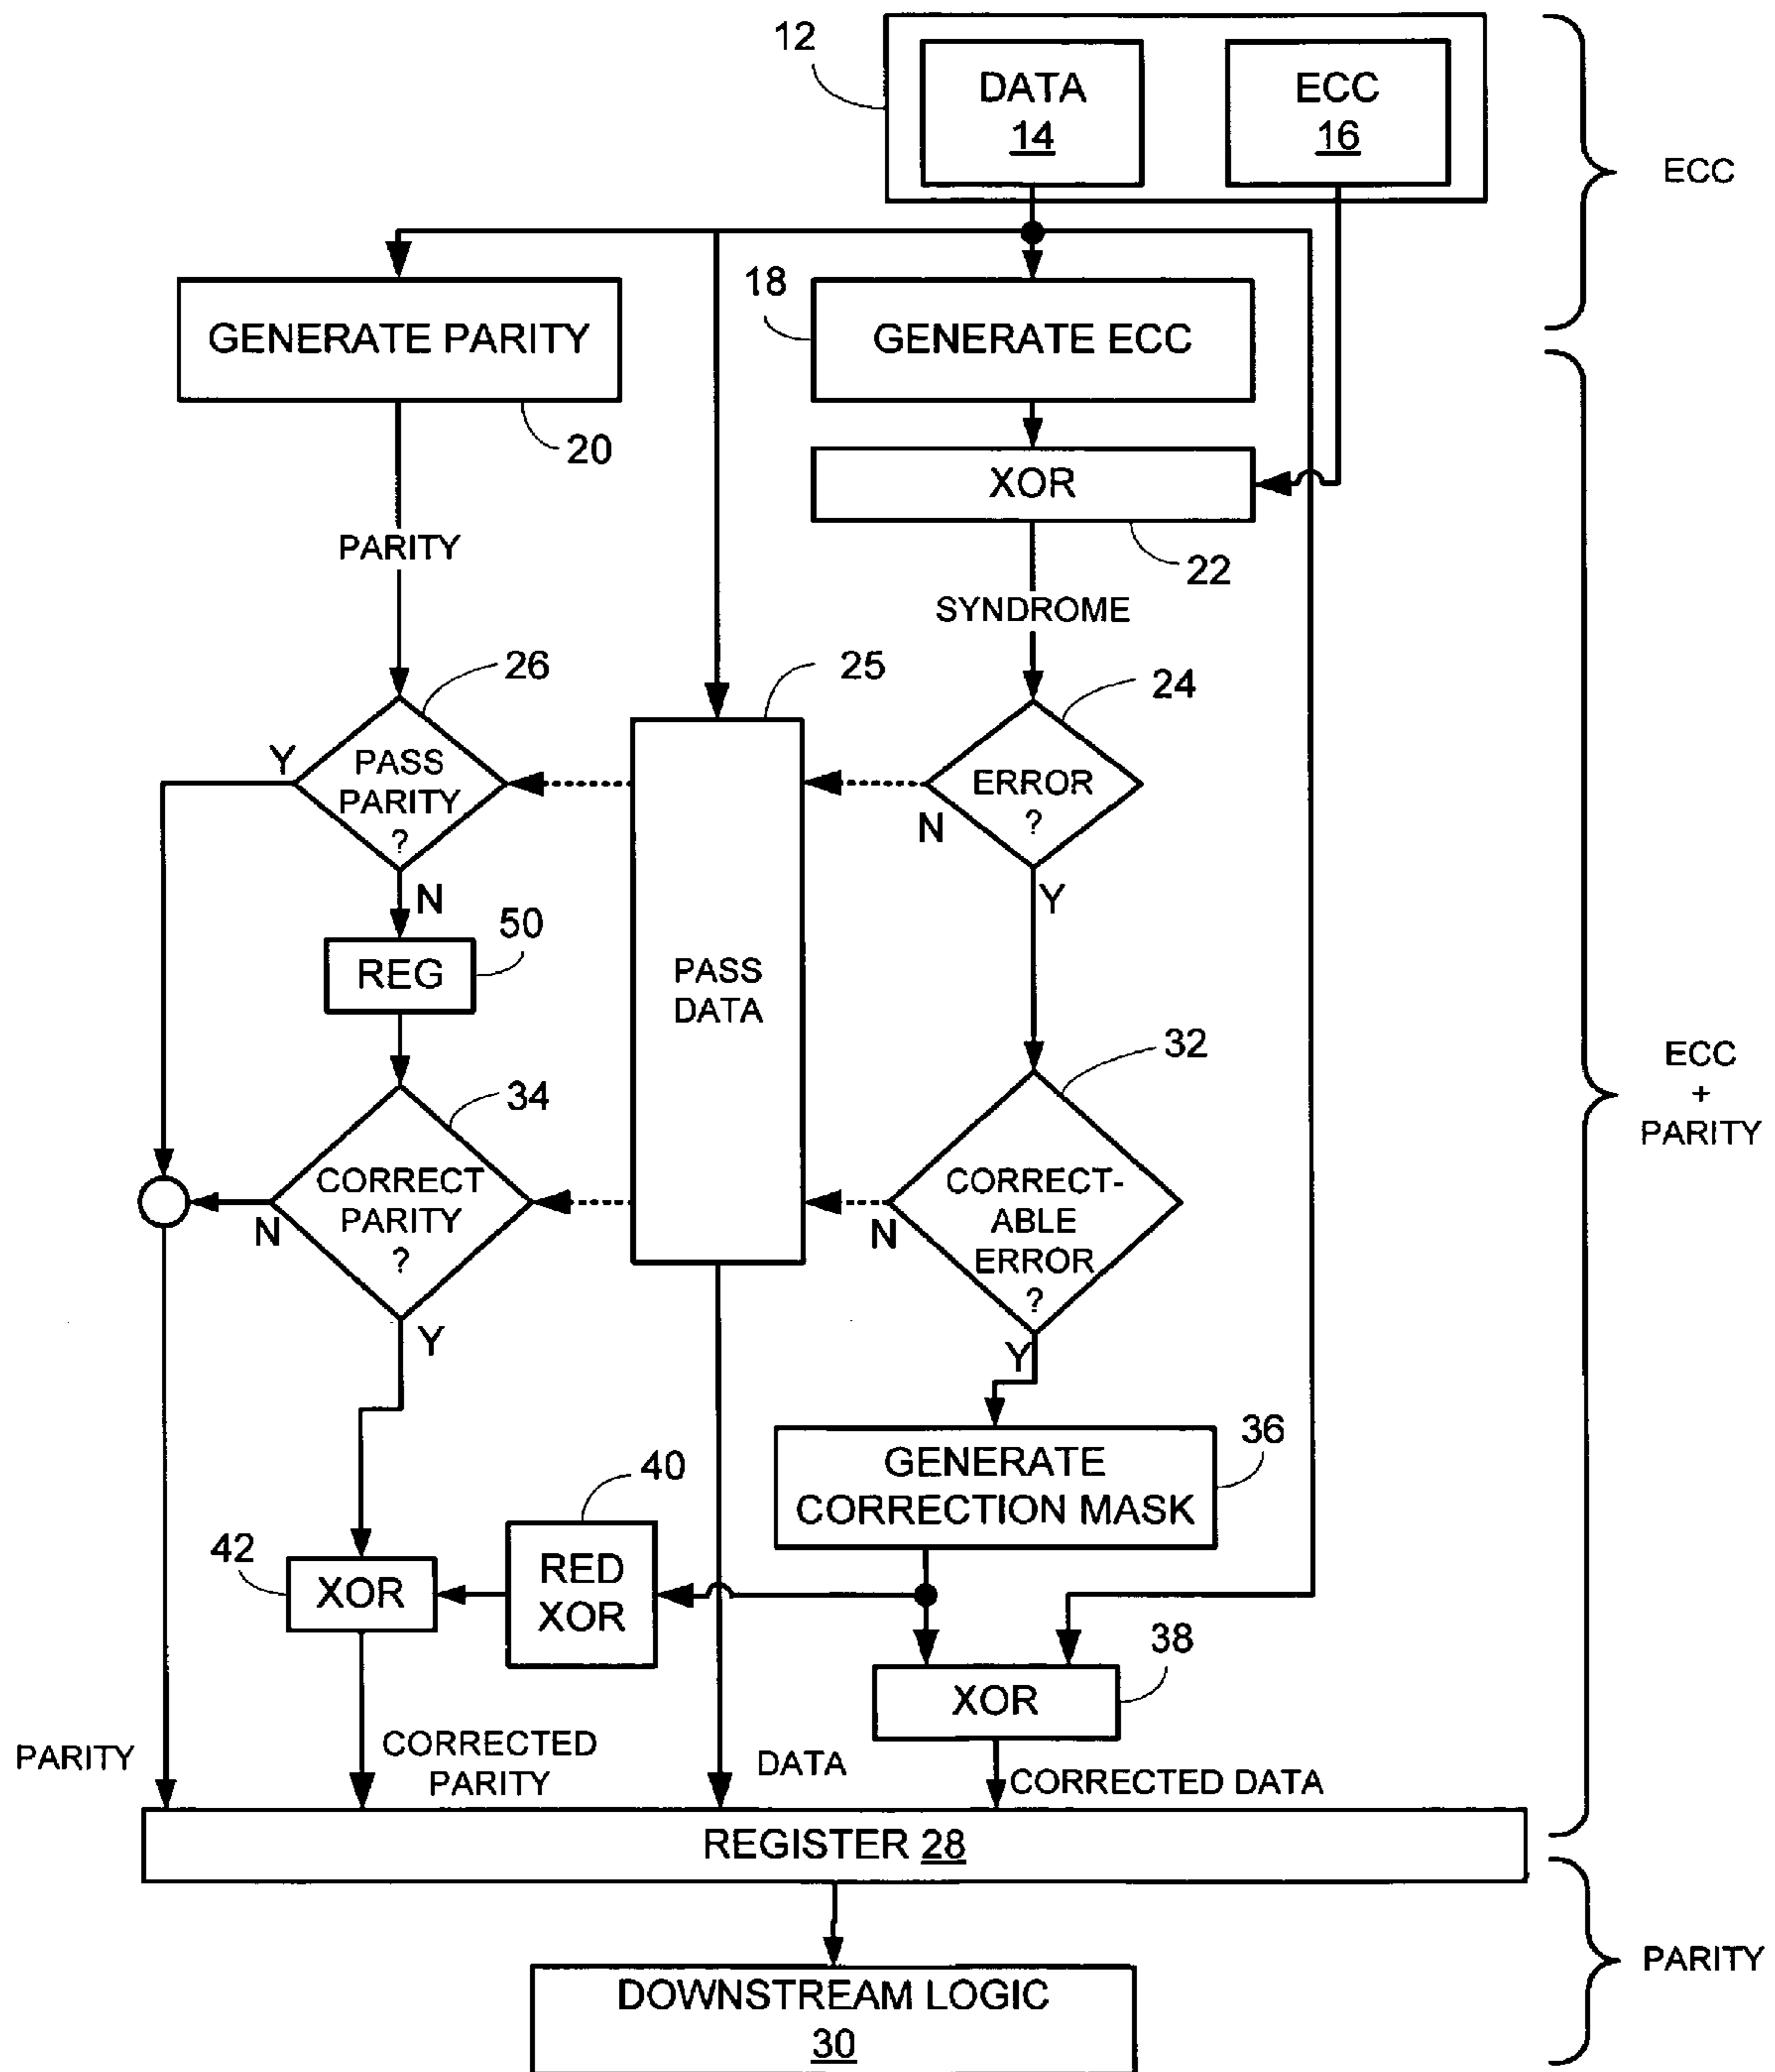 12
DATA
14
ECC
16
ECC
18
GENERATE PARITY
GENERATE ECC
20
XOR
22
PARITY
SYNDROME
26
25
24
Y
PASS
PARITY
?
ERROR
?
N
N
Y
50
REG
PASS
DATA
32
ECC
+
PARITY
34
CORRECT
PARITY
?
N
CORRECT-
ABLE
ERROR
?
N
Y
Y
36
GENERATE
CORRECTION MASK
40
42
XOR
RED
XOR
38
XOR
PARITY
CORRECTED
PARITY
DATA
CORRECTED DATA
REGISTER 28
PARITY
DOWNSTREAM LOGIC
30